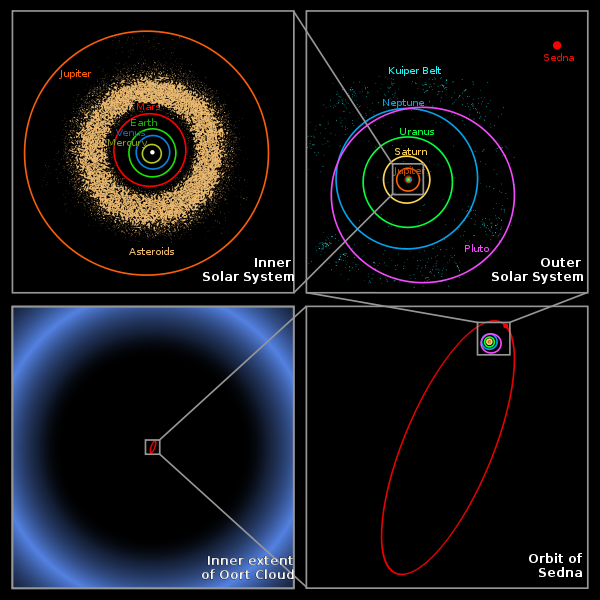 Jupiter
Mars
Earth
Venus
Mercury
Asteroids
Inner
Solar System
Sedna
Kuiper Belt
Neptune
Uranus
Saturn
Jupiter
Pluto
Outer
Solar System
Inner extent
of Oort Cloud
Orbit of
Sedna